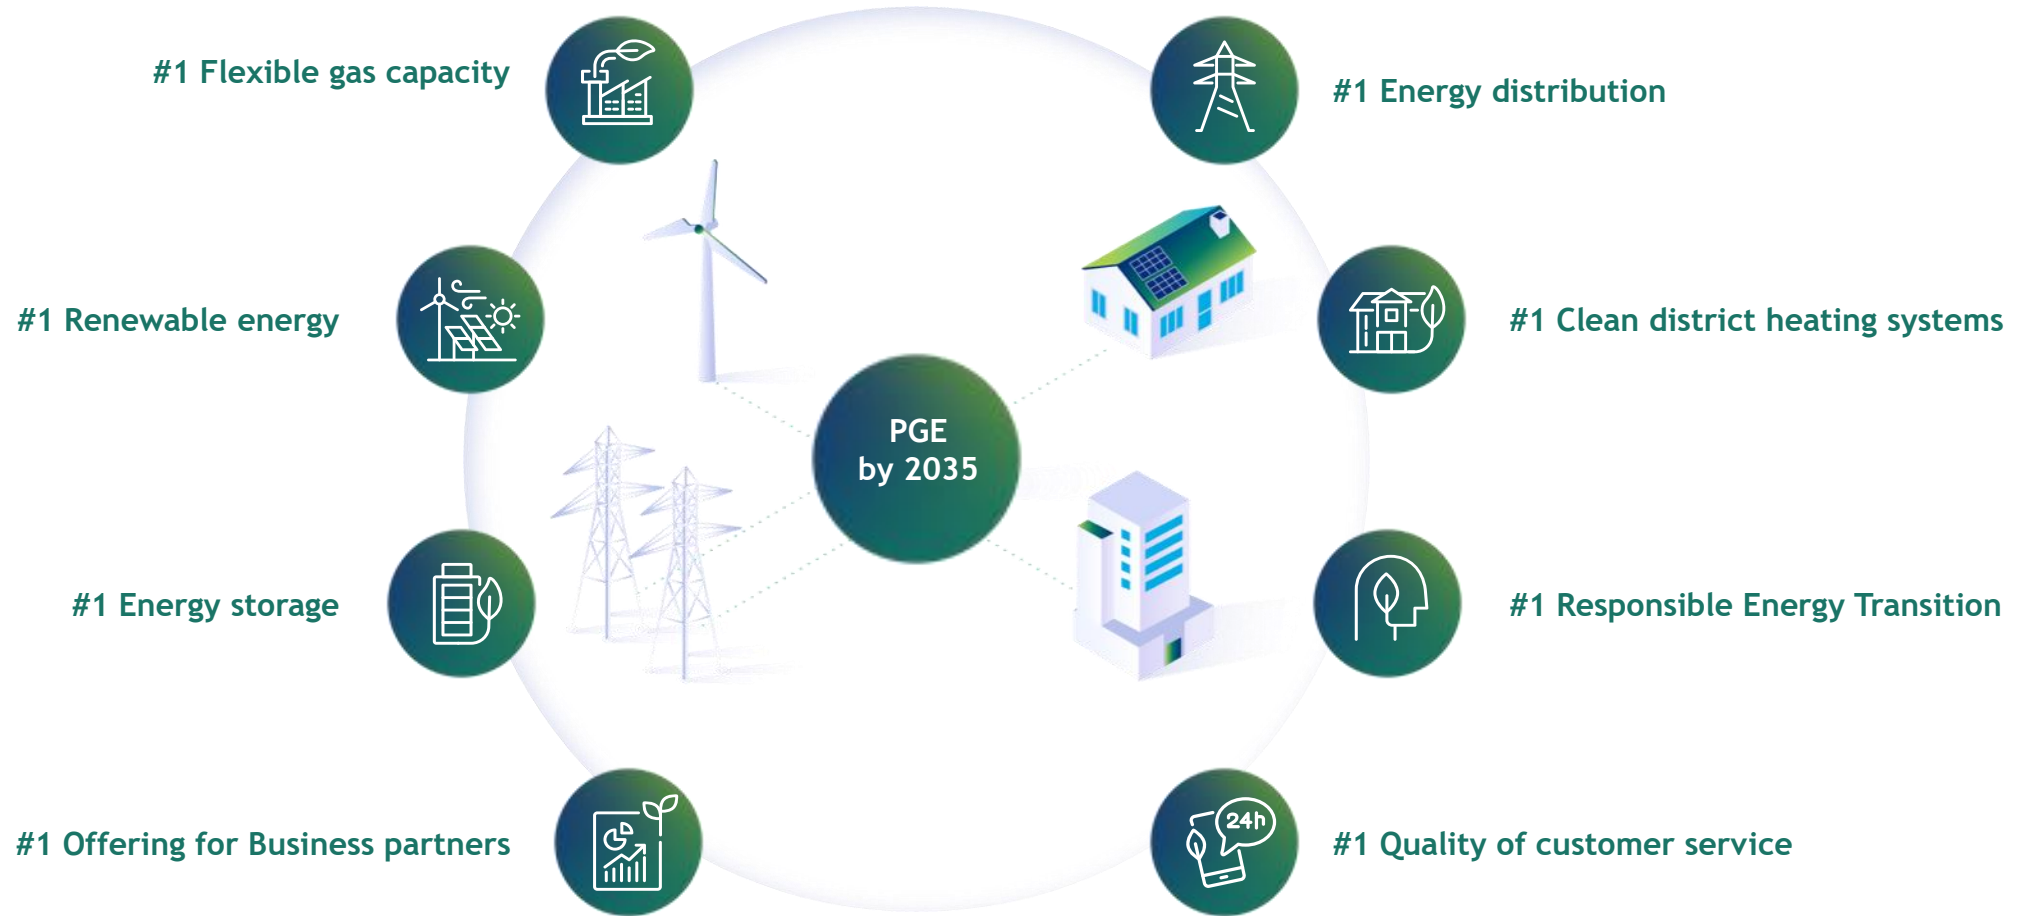 #1 Flexible gas capacity
#1 Energy distribution
#1 Renewable energy
#1 Clean district heating systems
PGE
by 2035
#1 Energy storage
#1 Responsible Energy Transition
#1 Offering for Business partners
24h
#1 Quality of customer service